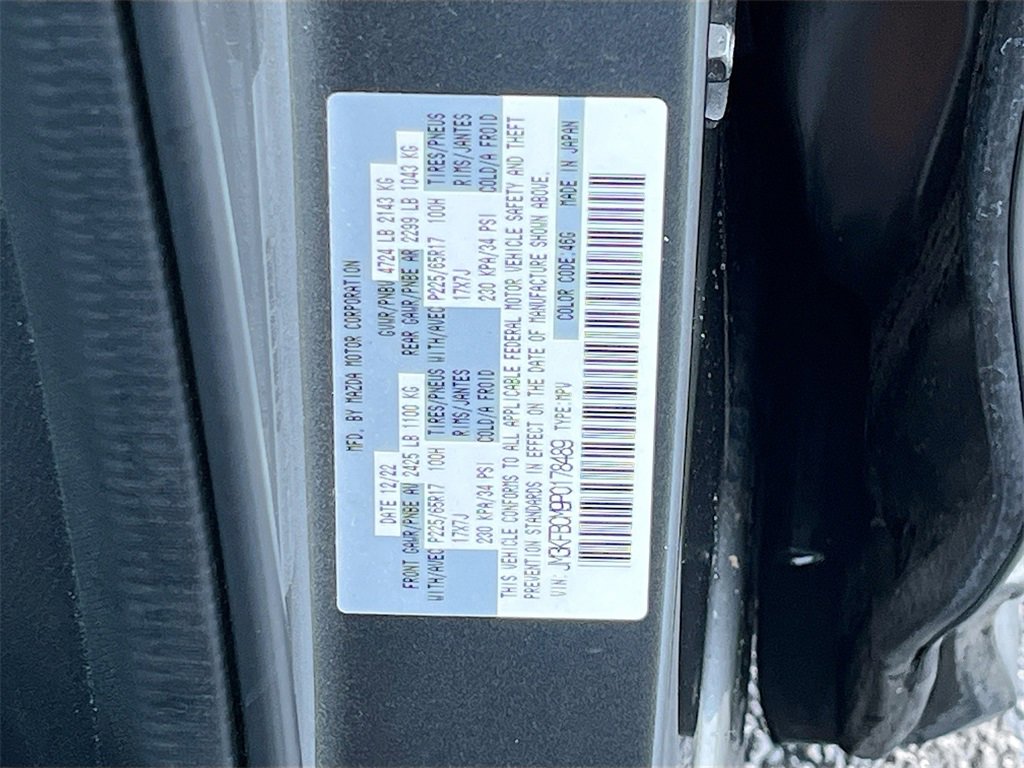 MFD. BY MAZDA MOTOR CORPORATION
DATE 12/22 GVWR/PNBV 4724 LB 2143 KG
FRONT GAWR/PNBE AV 2425 LB 1100 KG REAR GAWR/PNBE AR 2299 LB 1043 KG
WITH/AVEC P225/65R17 100H TIRES/PNEUS WITH/AVEC P225/65R17 100H TIRES/PNEUS
17X7J RIMS/JANTES 17X7J RIMS/JANTES
230 KPA/34 PSI COLD/A FROID 230 KPA/34 PSI COLD/A FROID
THIS VEHICLE CONFORMS TO ALL APPLICABLE FEDERAL MOTOR VEHICLE SAFETY AND THEFT
PREVENTION STANDARDS IN EFFECT ON THE DATE OF MANUFACTURE SHOWN ABOVE.
VIN: JM3KFBCM9P0178489 TYPE:MPV COLOR CODE:46G MADE IN JAPAN